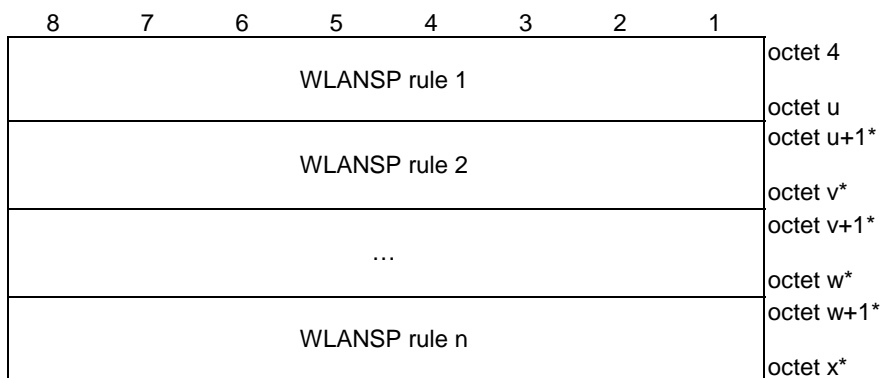 8 7 6 5 4 3 2 1
octet 4
WLANSP rule 1
octet u
octet u+1*
WLANSP rule 2
octet v*
octet v+1*
…
octet w*
octet w+1*
WLANSP rule n
octet x*